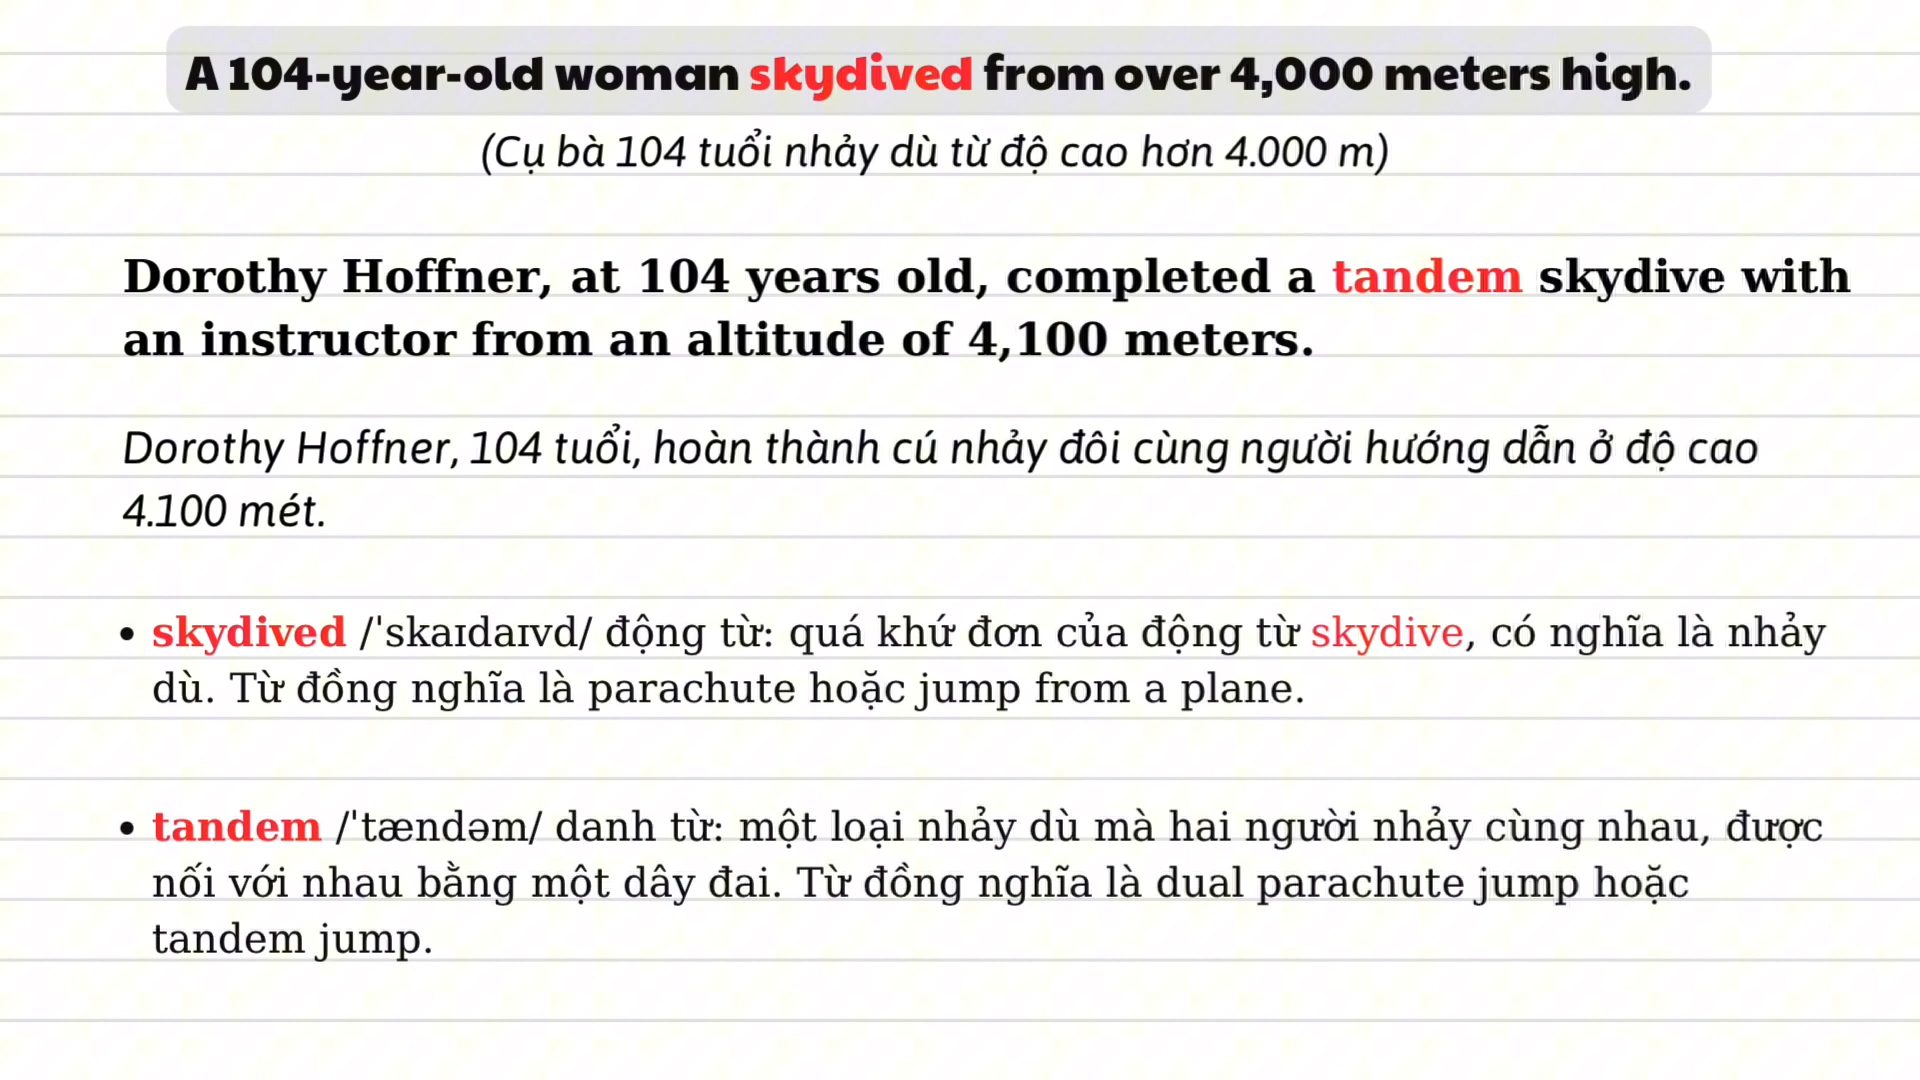 A 104-year-old woman skydived from over 4,000 meters high.
(Cụ bà 104 tuổi nhảy dù từ độ cao hơn 4.000 m)
Dorothy Hoffner, at 104 years old, completed a tandem skydive with
an instructor from an altitude of 4,100 meters.
Dorothy Hoffner, 104 tuổi, hoàn thành cú nhảy đôi cùng người hướng dẫn ở độ cao
4.100 mét.
• skydived /ˈskaɪdaɪvd/ động từ: quá khứ đơn của động từ skydive, có nghĩa là nhảy
dù. Từ đồng nghĩa là parachute hoặc jump from a plane.
• tandem /ˈtændəm/ danh từ: một loại nhảy dù mà hai người nhảy cùng nhau, được
nối với nhau bằng một dây đai. Từ đồng nghĩa là dual parachute jump hoặc
tandem jump.